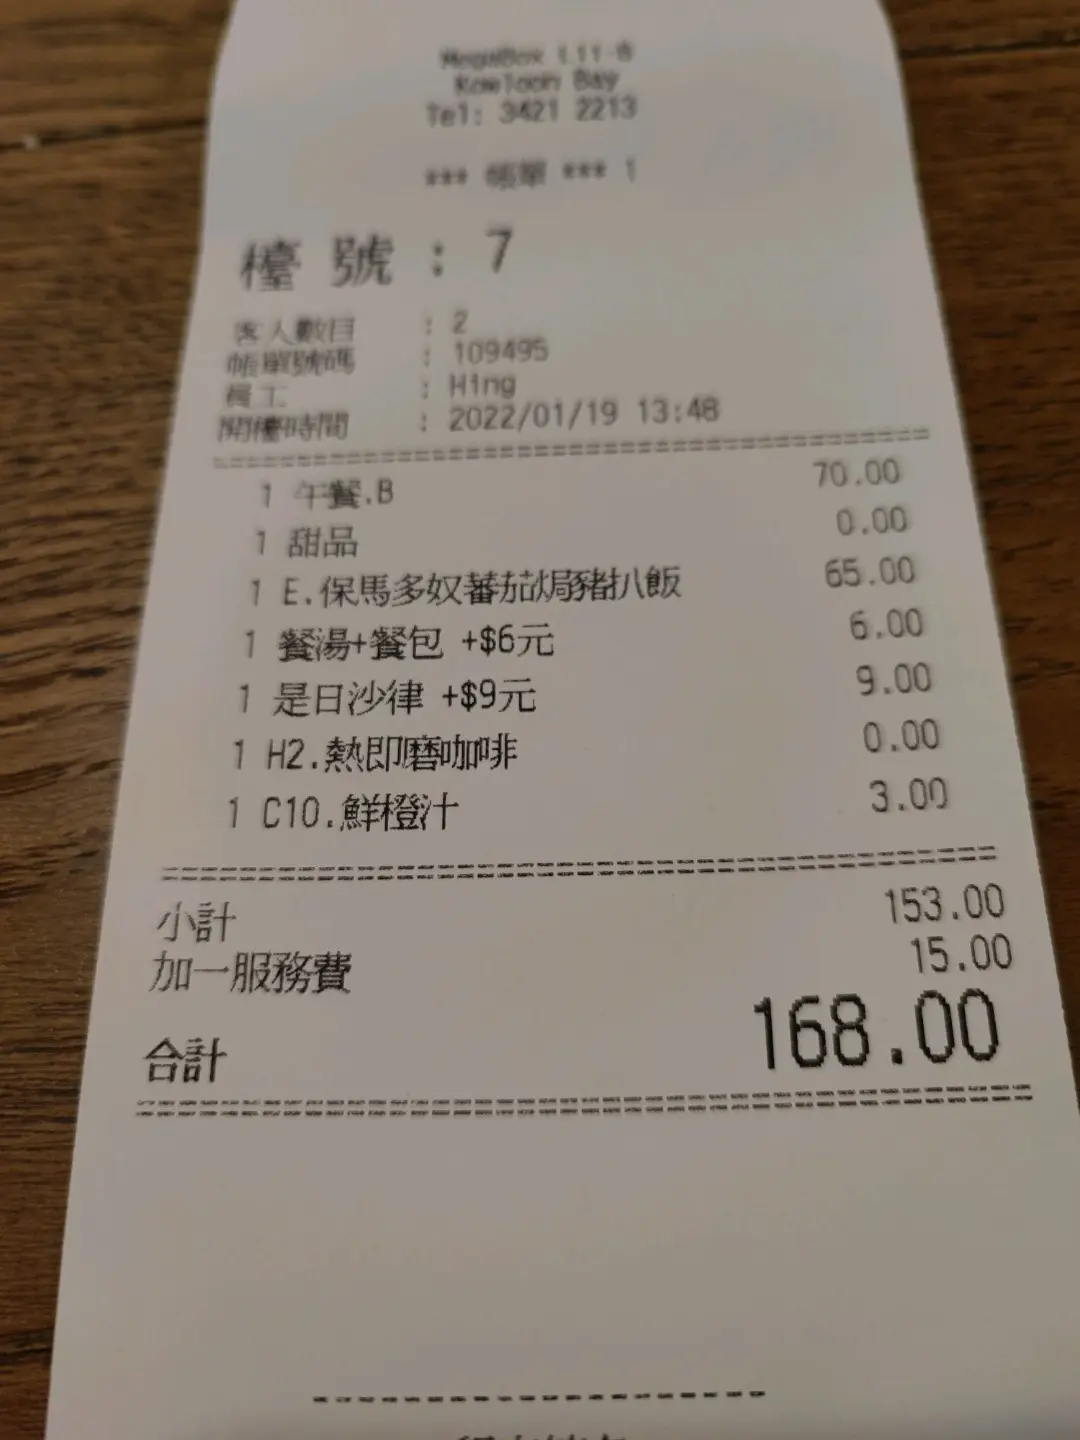 MegaBox L11-6
Kowloon Bay
Tel: 3421 2213
*** 帳單 *** 1
檯 號 : 7
客人數目 : 2
帳單號碼 : 109495
員工 : Hing
開檯時間 : 2022/01/19 13:48
1 午餐.B 70.00
1 甜品 0.00
1 E.保馬多奴蕃茄焗豬扒飯 65.00
1 餐湯+餐包 +$6元 6.00
1 是日沙律 +$9元 9.00
1 H2.熱即磨咖啡 0.00
1 C10.鮮橙汁 3.00
小計 153.00
加一服務費 15.00
合計 168.00